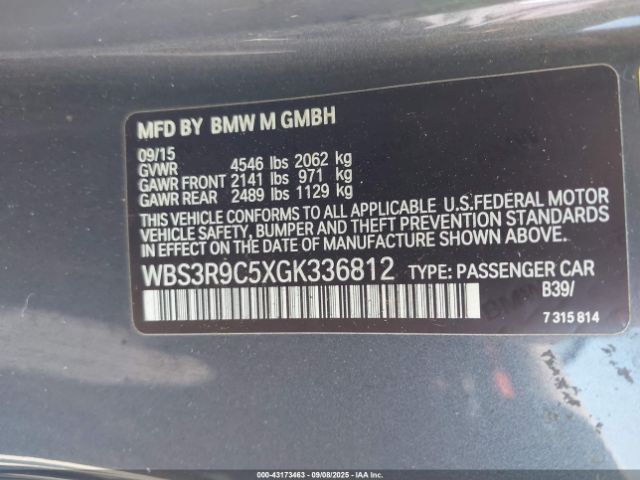 MFD BY BMW M GMBH
09/15
GVWR 4546 lbs 2062 kg
GAWR FRONT 2141 lbs 971 kg
GAWR REAR 2489 lbs 1129 kg
THIS VEHICLE CONFORMS TO ALL APPLICABLE U.S.FEDERAL MOTOR
VEHICLE SAFETY, BUMPER, AND THEFT PREVENTION STANDARDS
IN EFFECT ON THE DATE OF MANUFACTURE SHOWN ABOVE.
WBS3R9C5XGK336812 TYPE: PASSENGER CAR
B39/
7 315 814
000-43173463 - 09/08/2025 - IAAI.COM